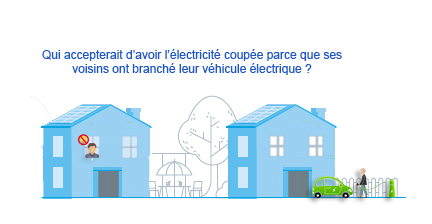 Qui accepterait d'avoir l'électricité coupée parce que ses
voisins ont branché leur véhicule électrique ?